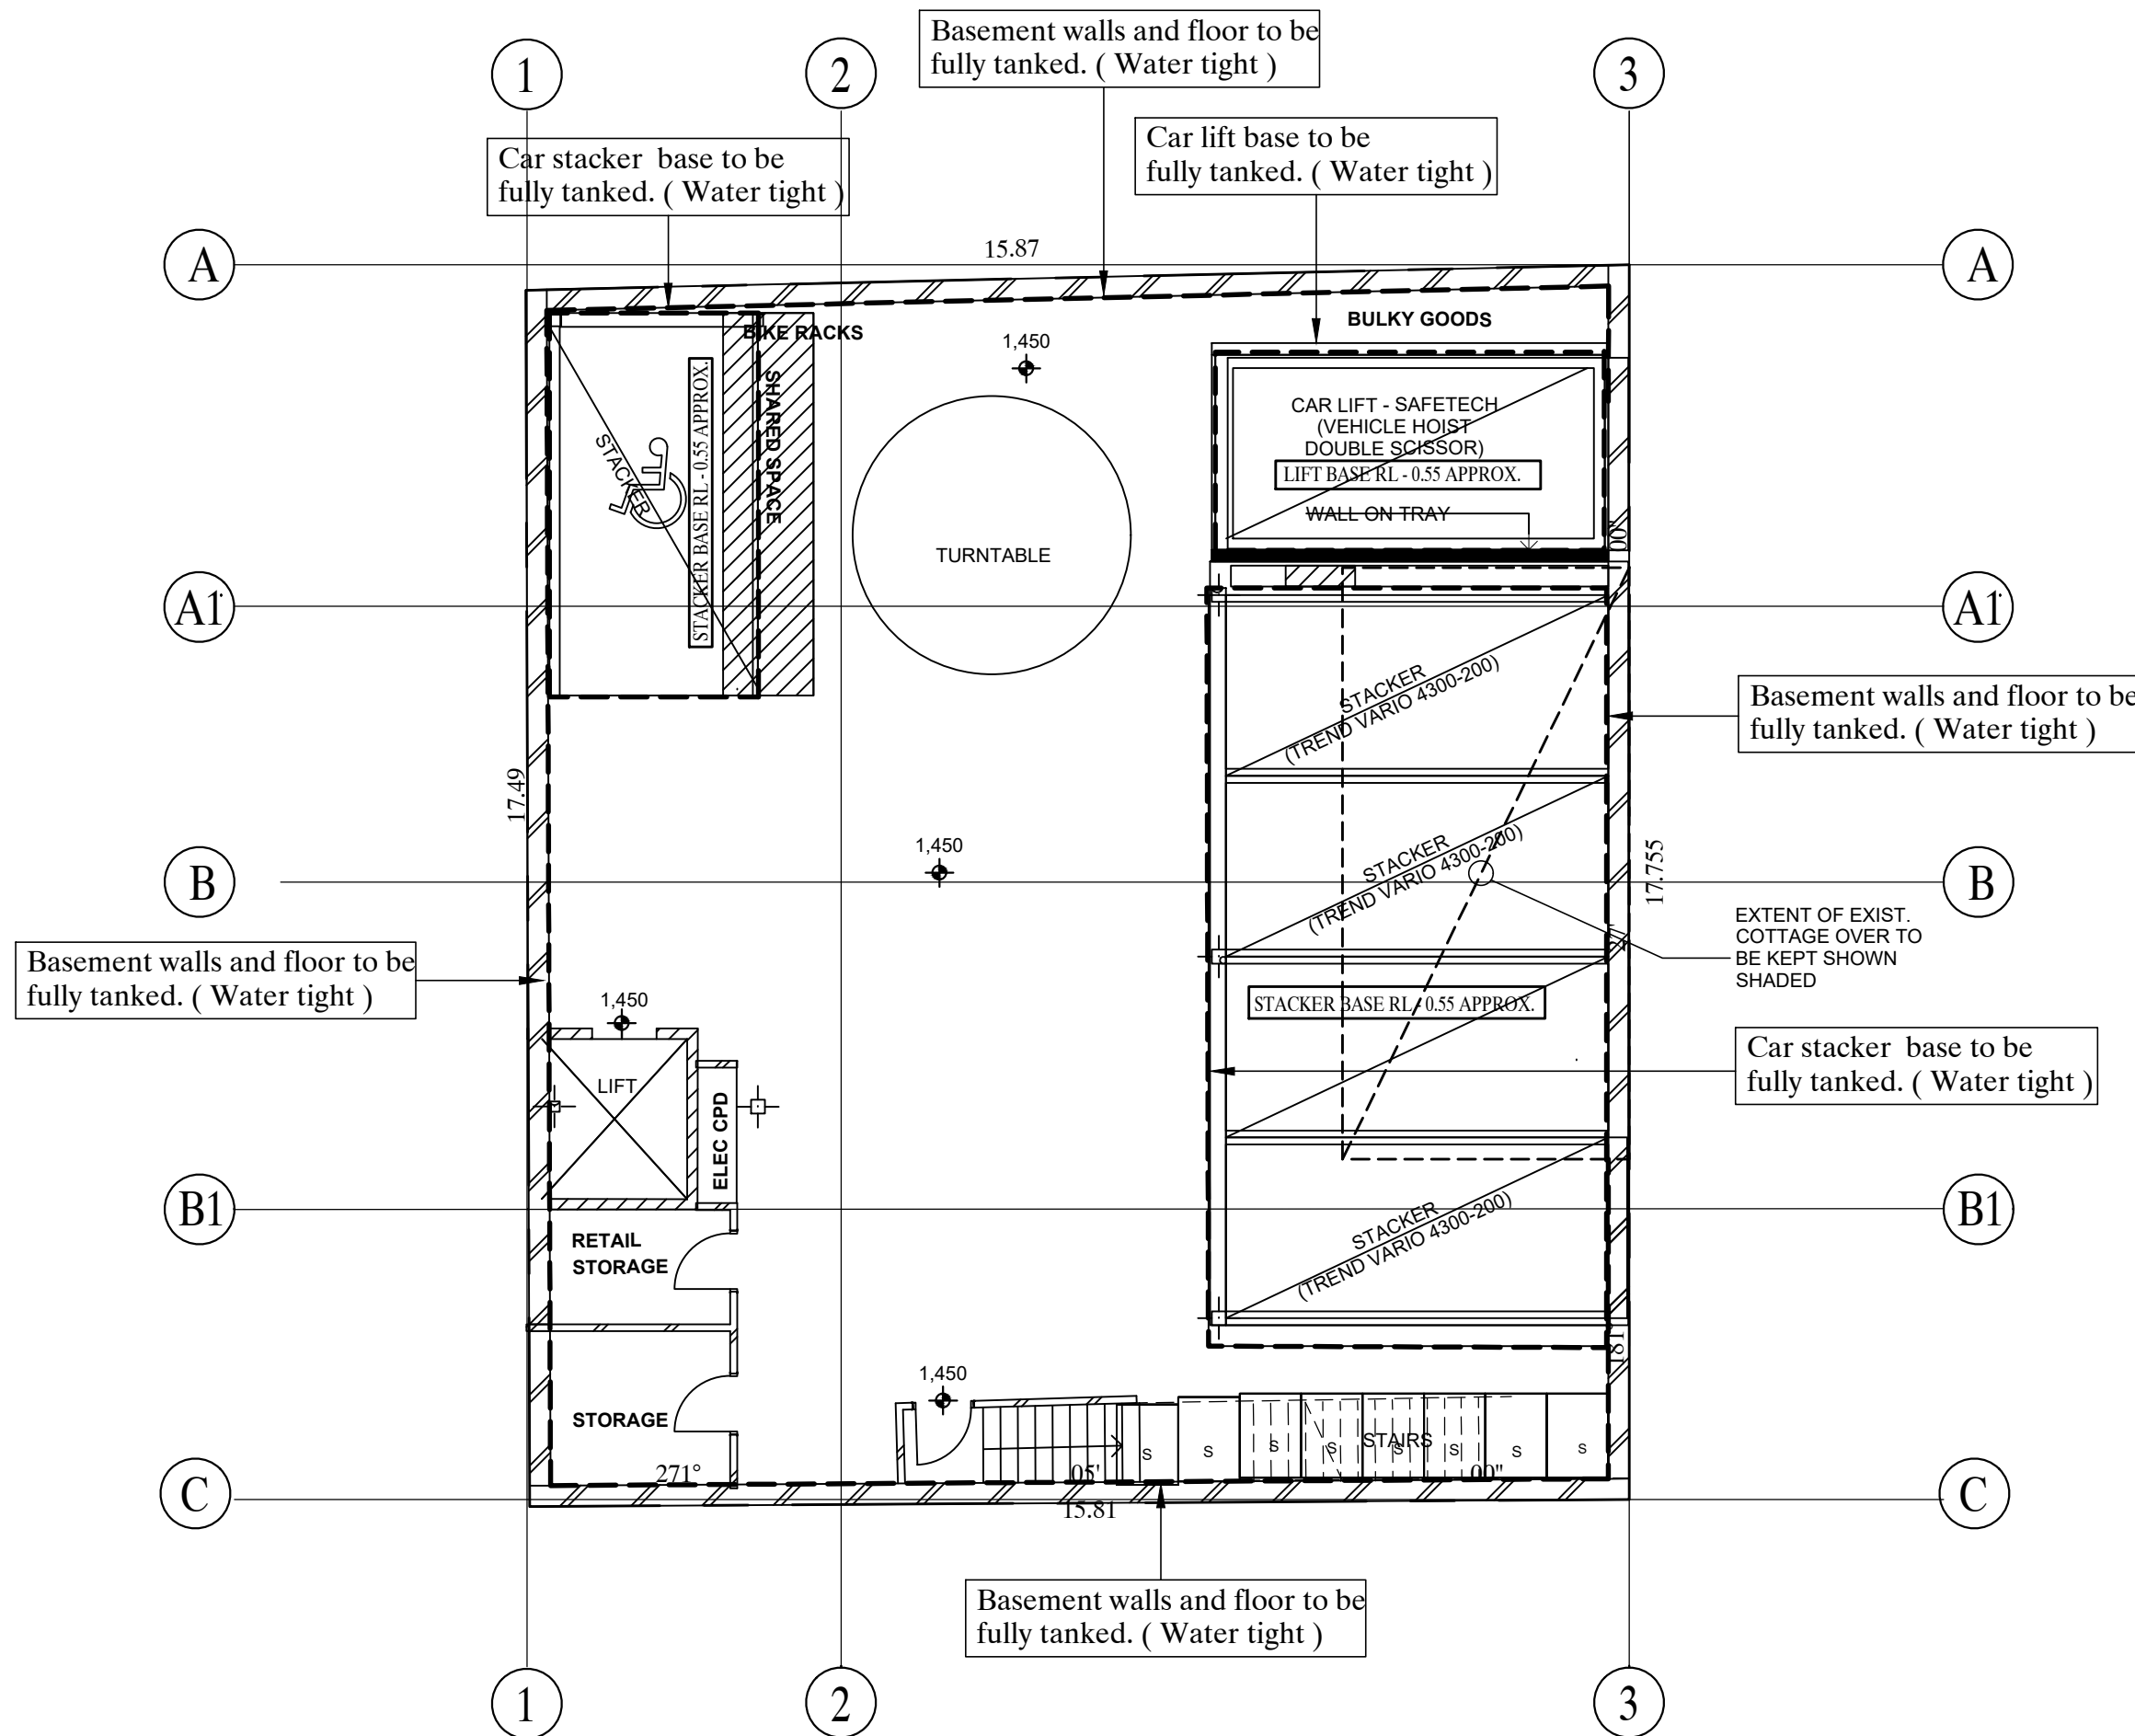 Basement walls and floor to be
fully tanked. ( Water tight )
1
2
3
Car stacker  base to be
fully tanked. ( Water tight )
Car lift base to be
fully tanked. ( Water tight )
A
15.87
A
BIKE RACKS
BULKY GOODS
1,450
SHARED SPACE
STACKER BASE RL - 0.55 APPROX.
STACKER
CAR LIFT - SAFETECH
(VEHICLE HOIST
DOUBLE SCISSOR)
LIFT BASE RL - 0.55 APPROX.
WALL ON TRAY
00"
TURNTABLE
A1
A1
STACKER
(TREND VARIO 4300-200)
Basement walls and floor to be
fully tanked. ( Water tight )
17.49
1,450
STACKER
(TREND VARIO 4300-200)
17.755
B
B
EXTENT OF EXIST.
COTTAGE OVER TO
BE KEPT SHOWN
SHADED
Basement walls and floor to be
fully tanked. ( Water tight )
1,450
STACKER BASE RL - 0.55 APPROX.
Car stacker  base to be
fully tanked. ( Water tight )
LIFT
ELEC CPD
B1
B1
STACKER
(TREND VARIO 4300-200)
RETAIL
STORAGE
181°
1,450
STORAGE
STAIRS
S
S
S
S
S
S
S
S
271°
05'
00"
C
C
15.81
Basement walls and floor to be
fully tanked. ( Water tight )
1
2
3